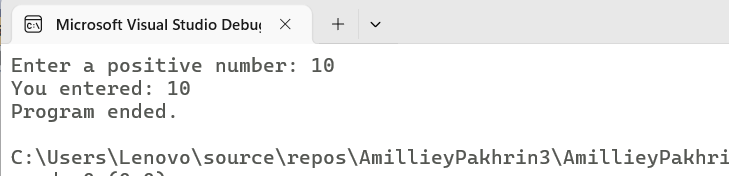 Microsoft Visual Studio Debug
Enter a positive number: 10
You entered: 10
Program ended.
C:\Users\Lenovo\source\repos\AmillieyPakhrin3\AmillieyPakhri